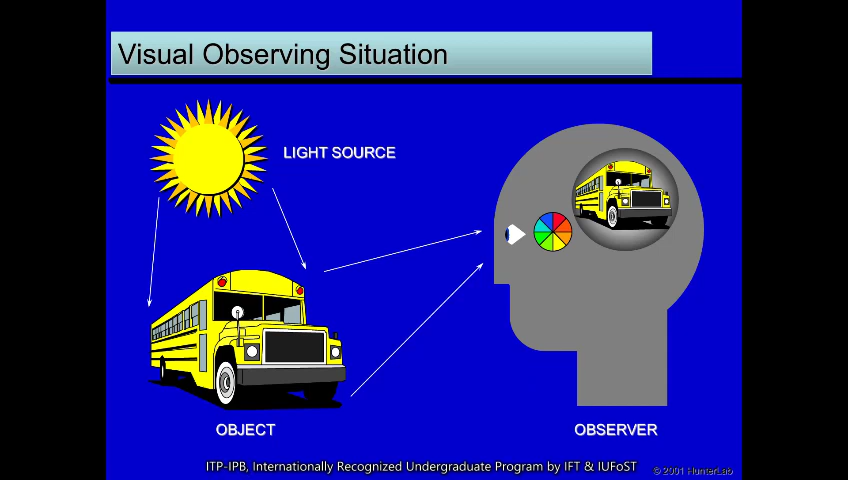 Visual Observing Situation
LIGHT SOURCE
OBJECT
OBSERVER
ITP-IPB, Internationally Recognized Undergraduate Program by IFT & IUFoST
© 2001 HunterLab